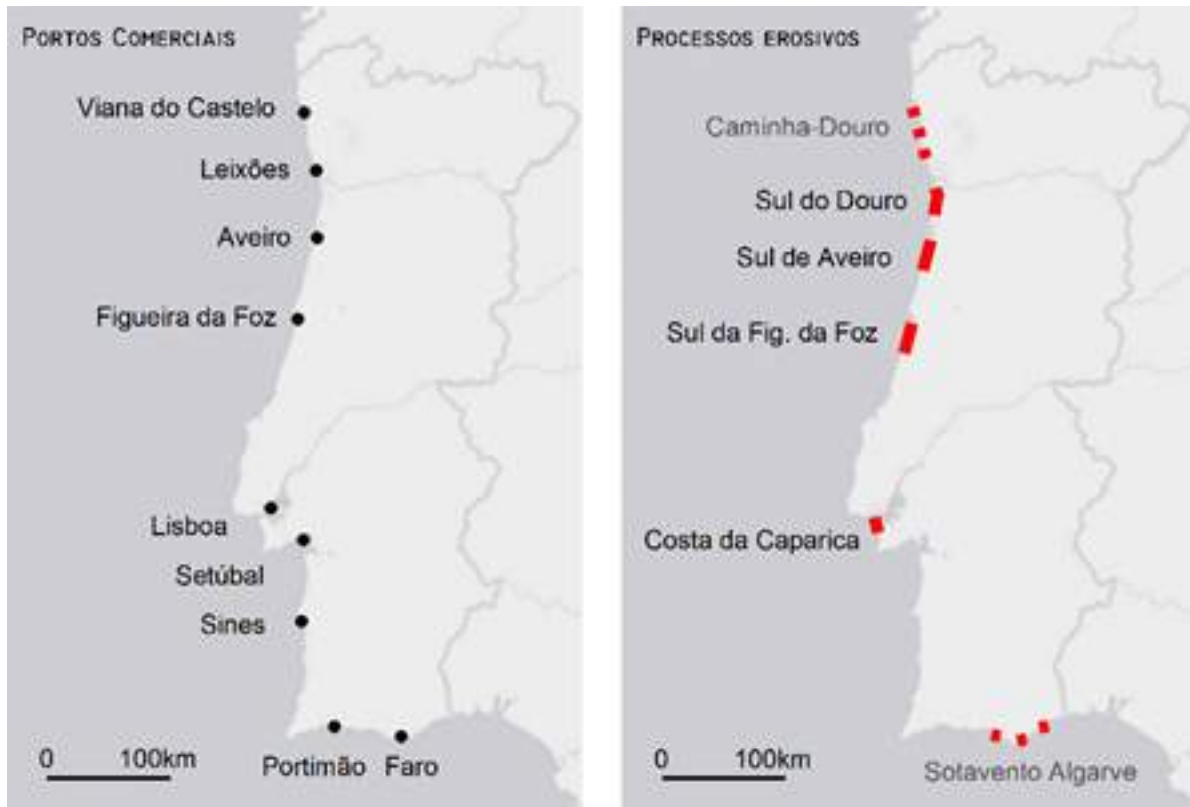 PORTOS COMERCIAIS
Viana do Castelo
Leixões
Aveiro
Figueira da Foz
Lisboa
Setúbal
Sines
Portimão
Faro
0 100km
PROCESSOS EROSIVOS
Caminha-Douro
Sul do Douro
Sul de Aveiro
Sul da Fig. da Foz
Costa da Caparica
Sotavento Algarve
0 100km